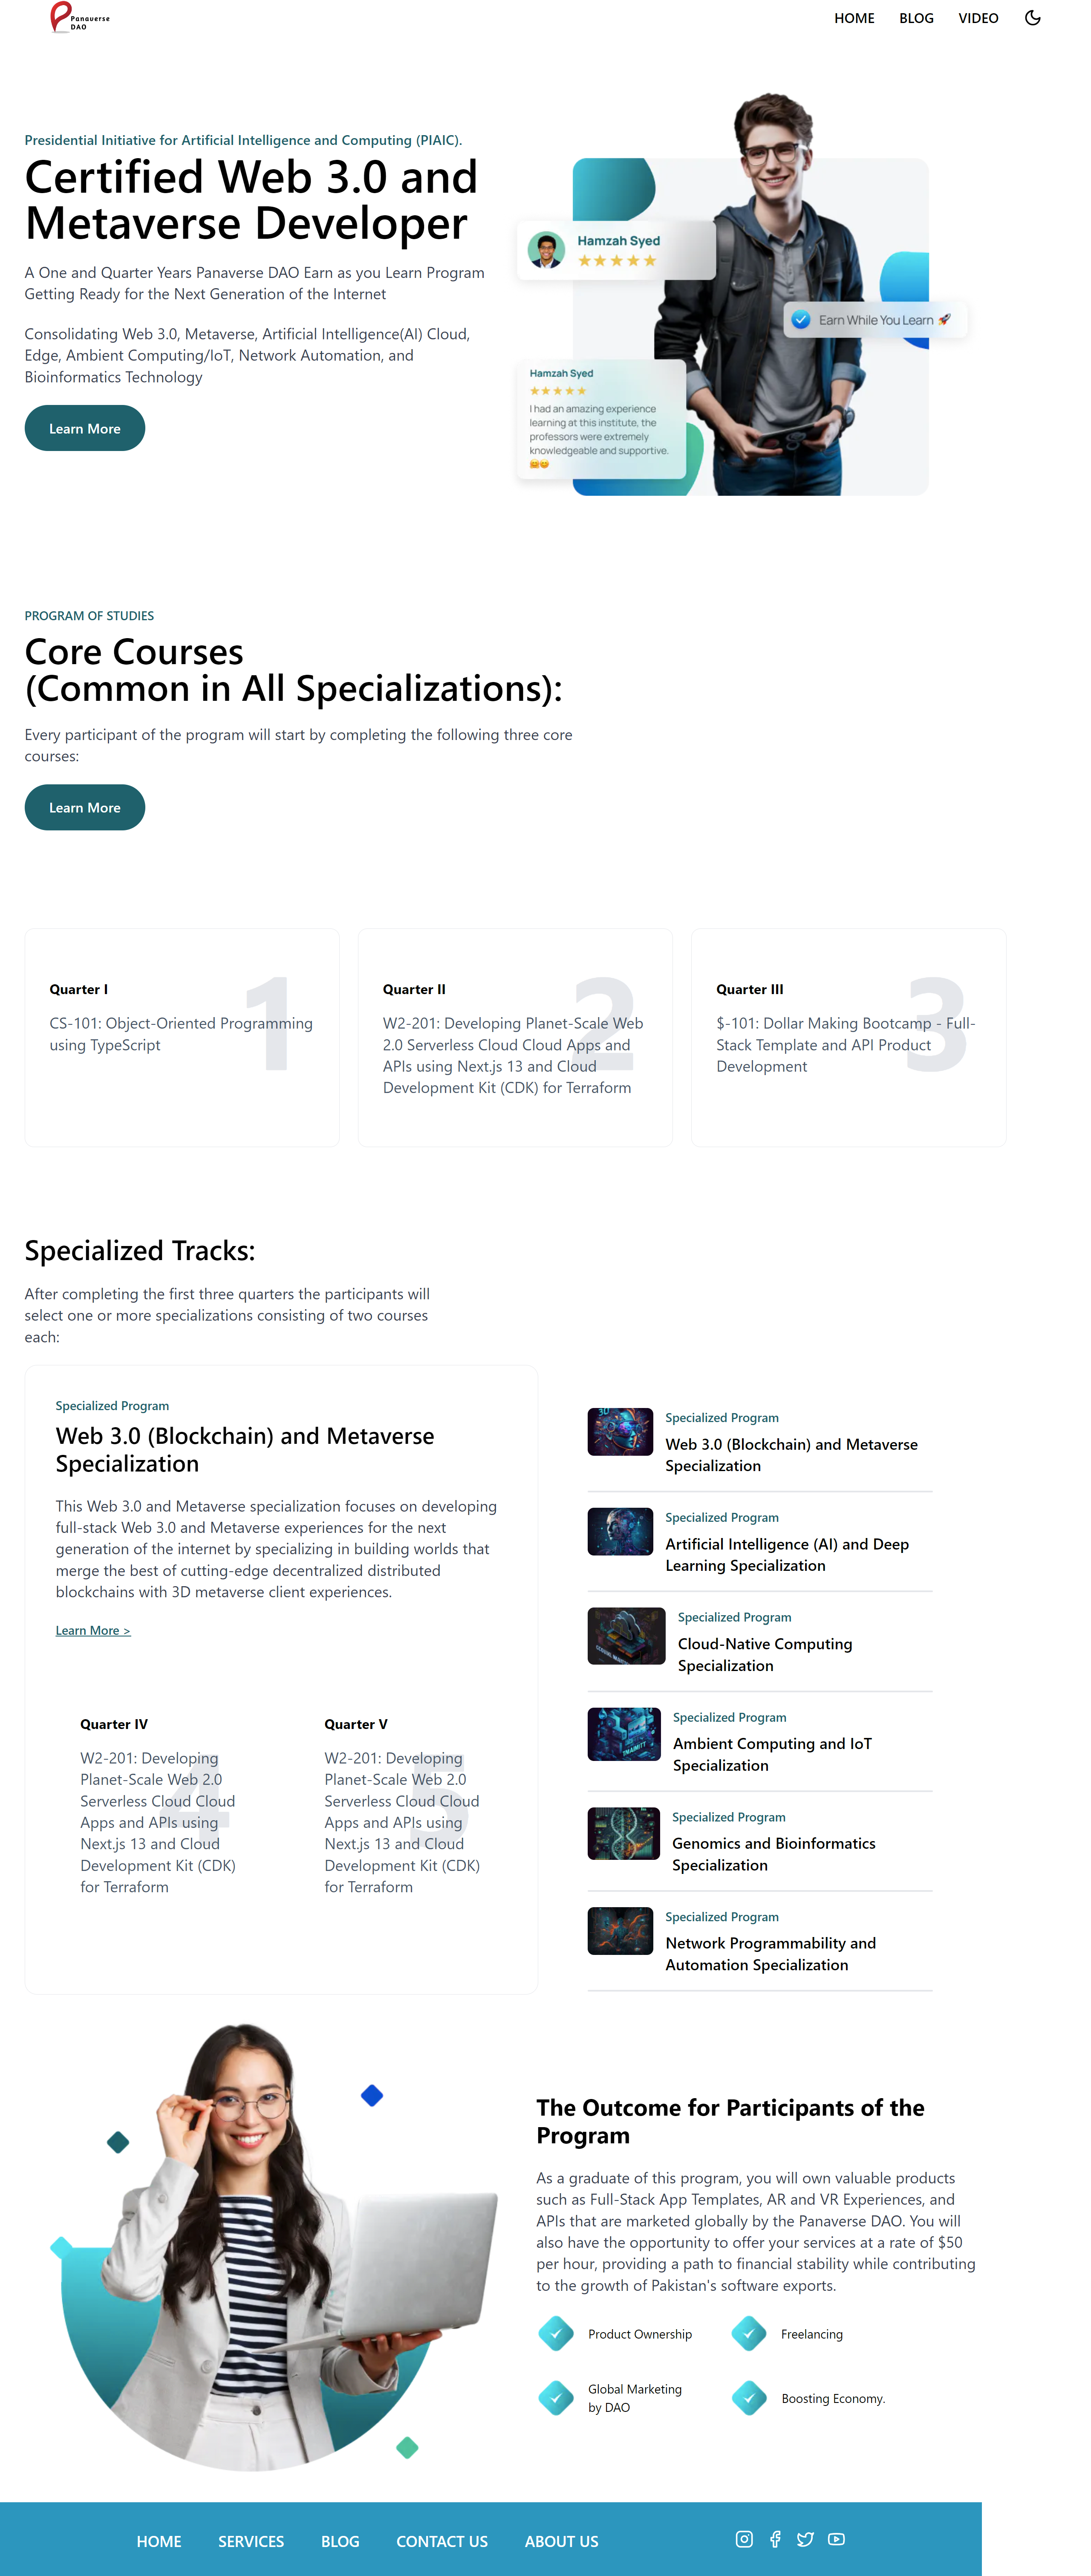 Panaverse
DAO
HOME
BLOG
VIDEO
Presidential Initiative for Artificial Intelligence and Computing (PIAIC).
Certified Web 3.0 and
Metaverse Developer
A One and Quarter Years Panaverse DAO Earn as you Learn Program
Getting Ready for the Next Generation of the Internet
Consolidating Web 3.0, Metaverse, Artificial Intelligence(AI) Cloud,
Edge, Ambient Computing/IoT, Network Automation, and
Bioinformatics Technology
Learn More
Hamzah Syed
Earn While You Learn 🚀
Hamzah Syed
I had an amazing experience
learning at this institute, the
professors were extremely
knowledgeable and supportive.
PROGRAM OF STUDIES
Core Courses
(Common in All Specializations):
Every participant of the program will start by completing the following three core
courses:
Learn More
1
Quarter I
CS-101: Object-Oriented Programming
using TypeScript
2
Quarter II
W2-201: Developing Planet-Scale Web
2.0 Serverless Cloud Cloud Apps and
APIs using Next.js 13 and Cloud
Development Kit (CDK) for Terraform
3
Quarter III
$-101: Dollar Making Bootcamp - Full-
Stack Template and API Product
Development
Specialized Tracks:
After completing the first three quarters the participants will
select one or more specializations consisting of two courses
each:
Specialized Program
Web 3.0 (Blockchain) and Metaverse
Specialization
This Web 3.0 and Metaverse specialization focuses on developing
full-stack Web 3.0 and Metaverse experiences for the next
generation of the internet by specializing in building worlds that
merge the best of cutting-edge decentralized distributed
blockchains with 3D metaverse client experiences.
Learn More >
4
Quarter IV
W2-201: Developing
Planet-Scale Web 2.0
Serverless Cloud Cloud
Apps and APIs using
Next.js 13 and Cloud
Development Kit (CDK)
for Terraform
5
Quarter V
W2-201: Developing
Planet-Scale Web 2.0
Serverless Cloud Cloud
Apps and APIs using
Next.js 13 and Cloud
Development Kit (CDK)
for Terraform
Specialized Program
Web 3.0 (Blockchain) and Metaverse
Specialization
Specialized Program
Artificial Intelligence (AI) and Deep
Learning Specialization
Specialized Program
Cloud-Native Computing
Specialization
Specialized Program
Ambient Computing and IoT
Specialization
Specialized Program
Genomics and Bioinformatics
Specialization
Specialized Program
Network Programmability and
Automation Specialization
The Outcome for Participants of the
Program
As a graduate of this program, you will own valuable products
such as Full-Stack App Templates, AR and VR Experiences, and
APIs that are marketed globally by the Panaverse DAO. You will
also have the opportunity to offer your services at a rate of $50
per hour, providing a path to financial stability while contributing
to the growth of Pakistan's software exports.
Product Ownership
Freelancing
Global Marketing
by DAO
Boosting Economy.
HOME
SERVICES
BLOG
CONTACT US
ABOUT US